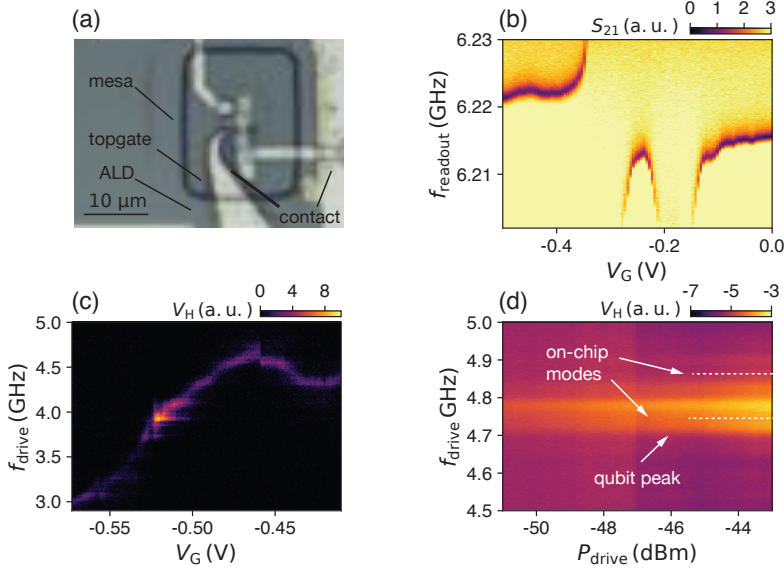 (a)
mesa
topgate
ALD
10 μm
contact
(b)
S21 (a. u.)
0 1 2 3
6.23
6.22
6.21
freadout (GHz)
-0.4 -0.2 0.0
VG (V)
(c)
VH (a. u.)
0 4 8
5.0
4.5
4.0
3.5
3.0
fdrive (GHz)
-0.55 -0.50 -0.45
VG (V)
(d)
VH (a. u.)
-7 -5 -3
5.0
4.9
4.8
4.7
4.6
4.5
fdrive GHz)
on-chip
modes
qubit peak
-50 -48 -46 -44
Pdrive (dBm)